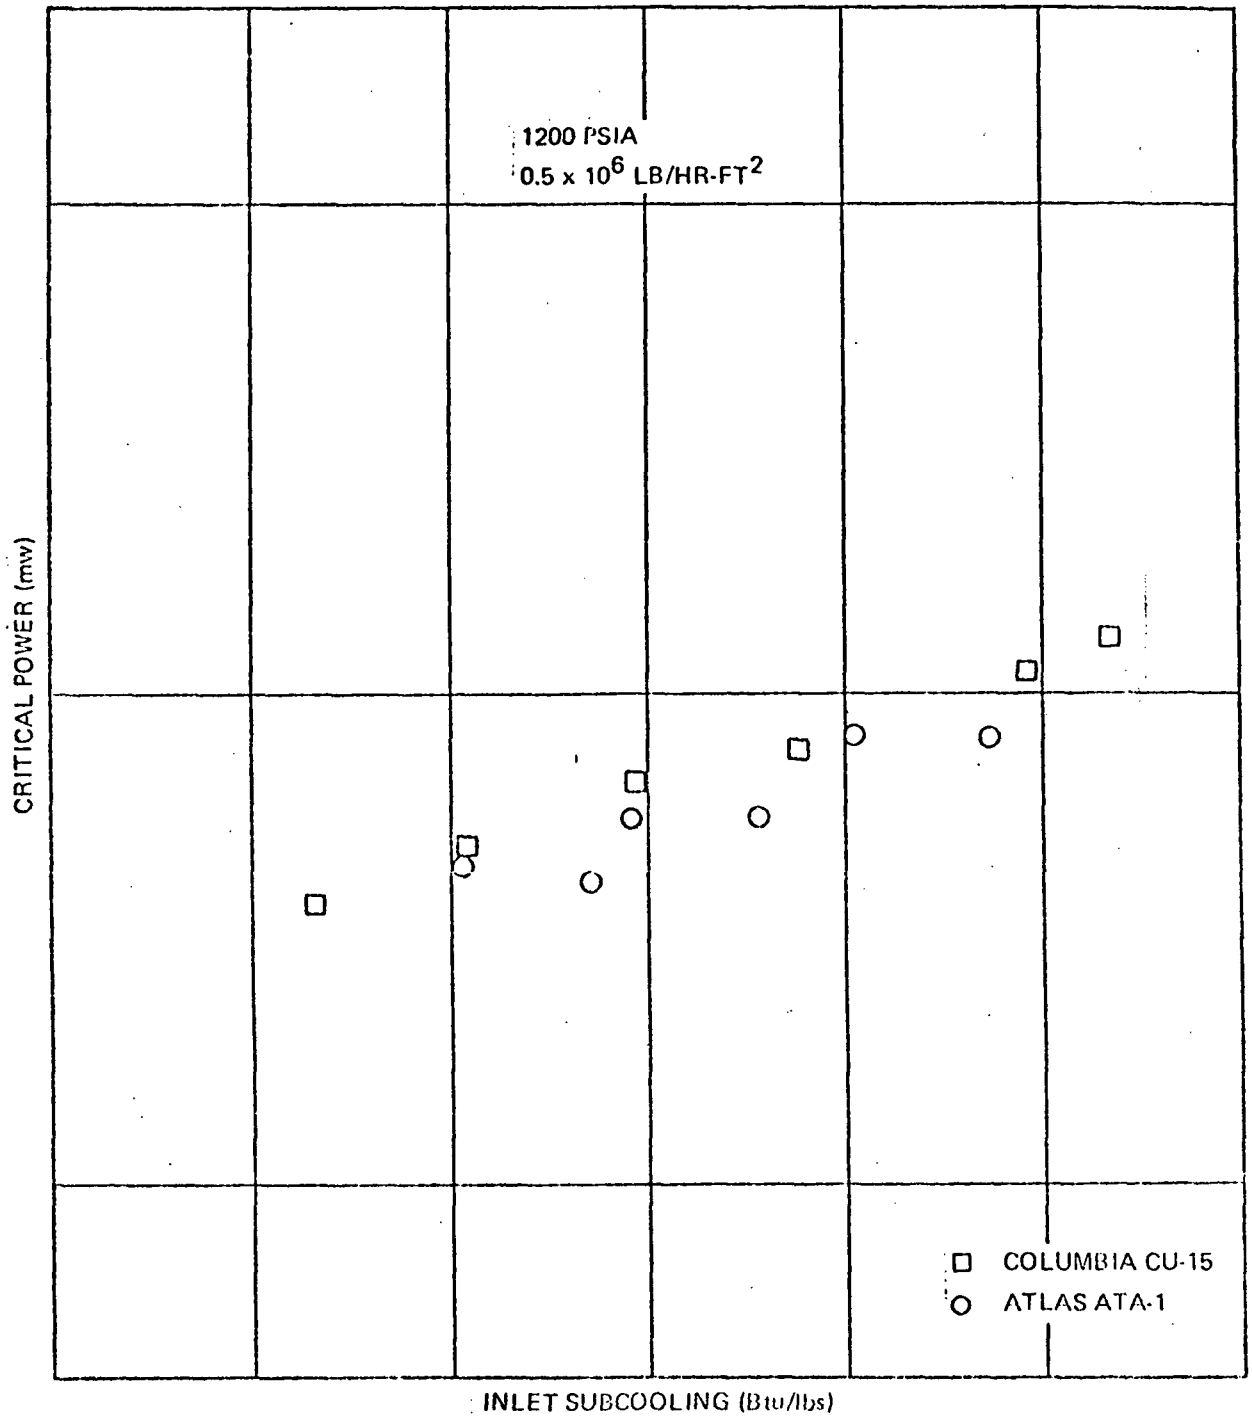 1200 PSIA
0.5 x 10⁶ LB/HR-FT²
CRITICAL POWER (mw)
COLUMBIA CU-15
ATLAS ATA-1
INLET SUBCOOLING (Btu/lbs)